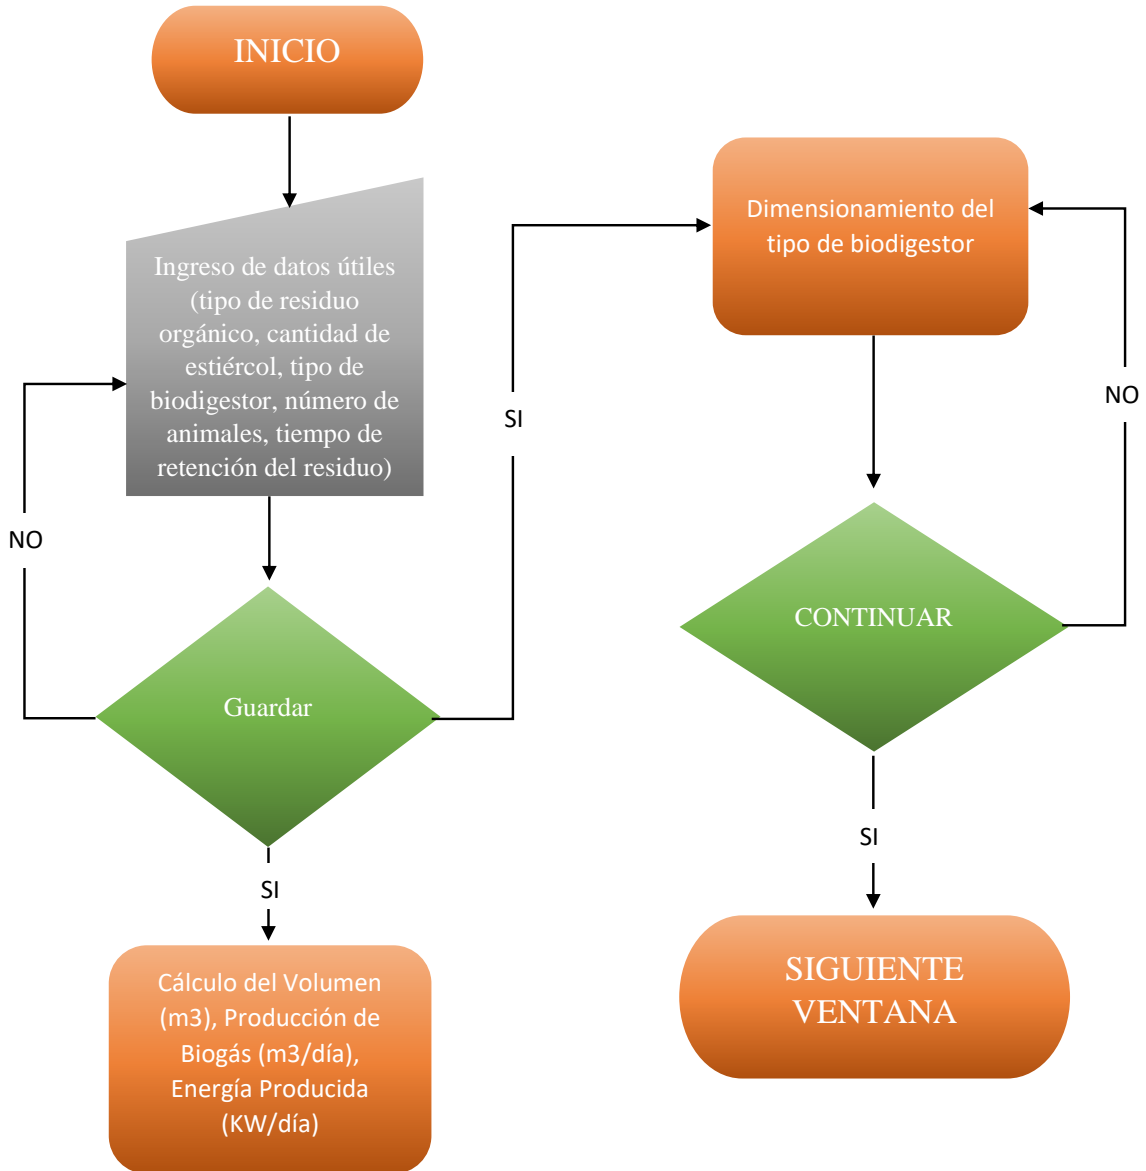 INICIO
Ingreso de datos útiles
(tipo de residuo
orgánico, cantidad de
estiércol, tipo de
biodigestor, número de
animales, tiempo de
retención del residuo)
NO
Guardar
SI
SI
Cálculo del Volumen
(m3), Producción de
Biogás (m3/día),
Energía Producida
(KW/día)
Dimensionamiento del
tipo de biodigestor
NO
CONTINUAR
SI
SIGUIENTE
VENTANA